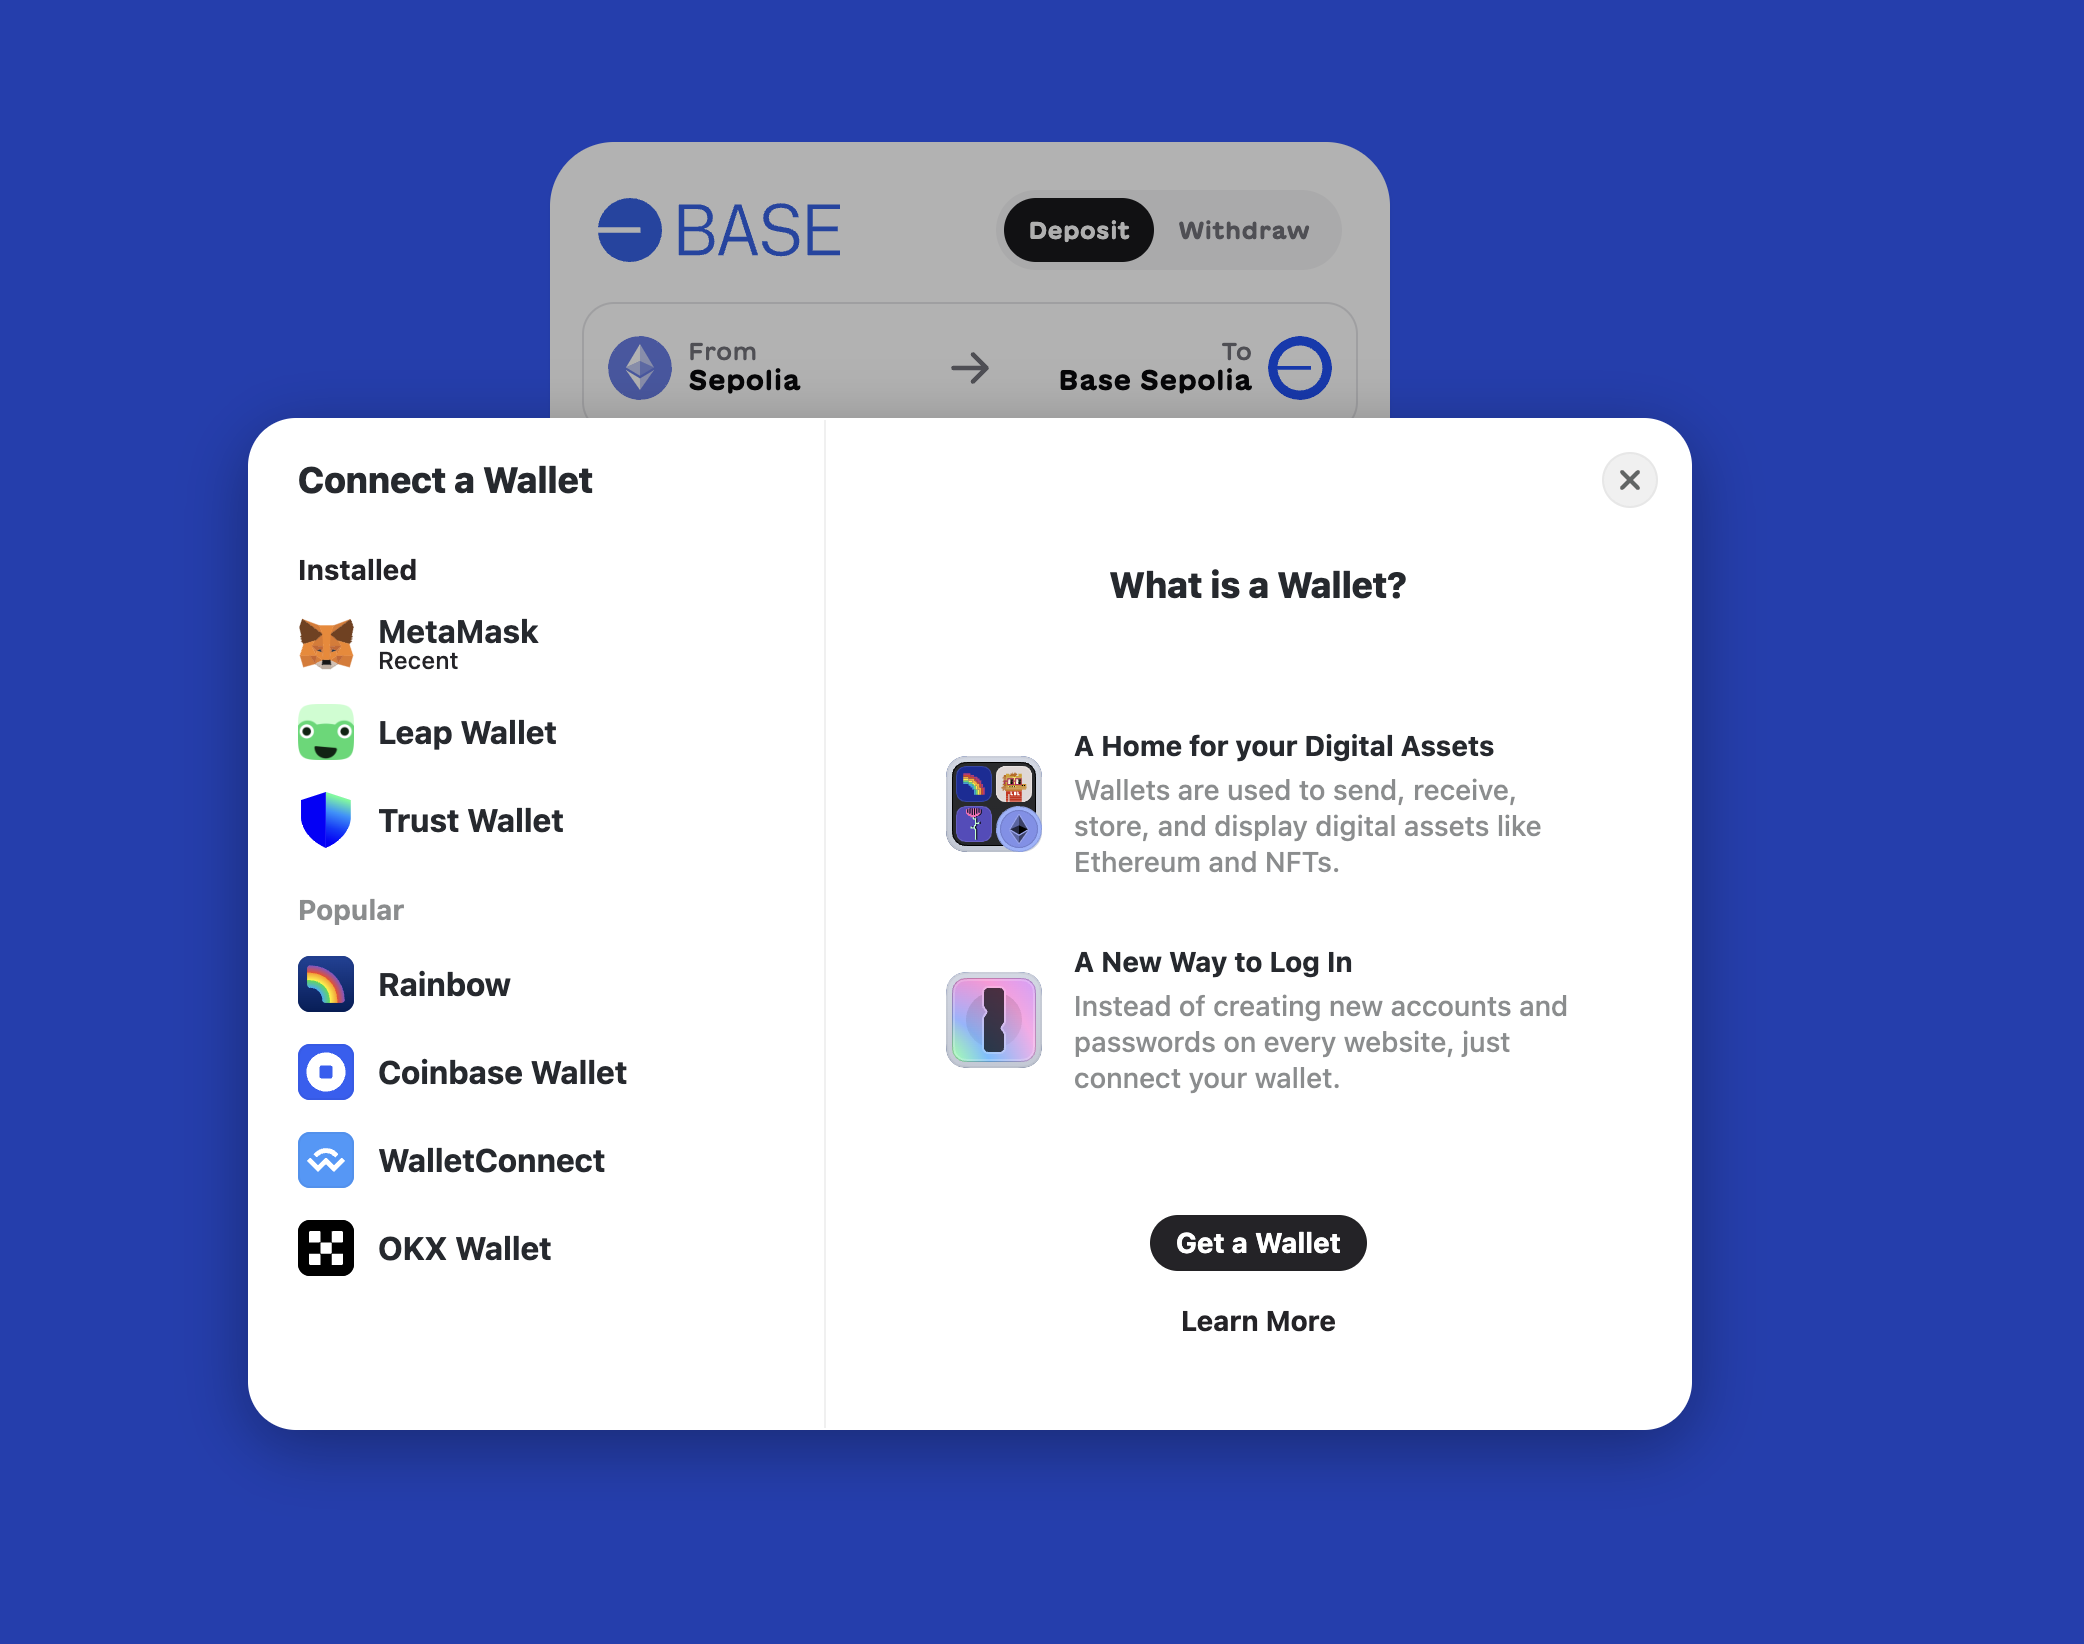 BASE
Deposit
Withdraw
From
Sepolia
To
Base Sepolia
Connect a Wallet
Installed
MetaMask
Recent
Leap Wallet
Trust Wallet
Popular
Rainbow
Coinbase Wallet
WalletConnect
OKX Wallet
What is a Wallet?
A Home for your Digital Assets
Wallets are used to send, receive,
store, and display digital assets like
Ethereum and NFTs.
A New Way to Log In
Instead of creating new accounts and
passwords on every website, just
connect your wallet.
Get a Wallet
Learn More